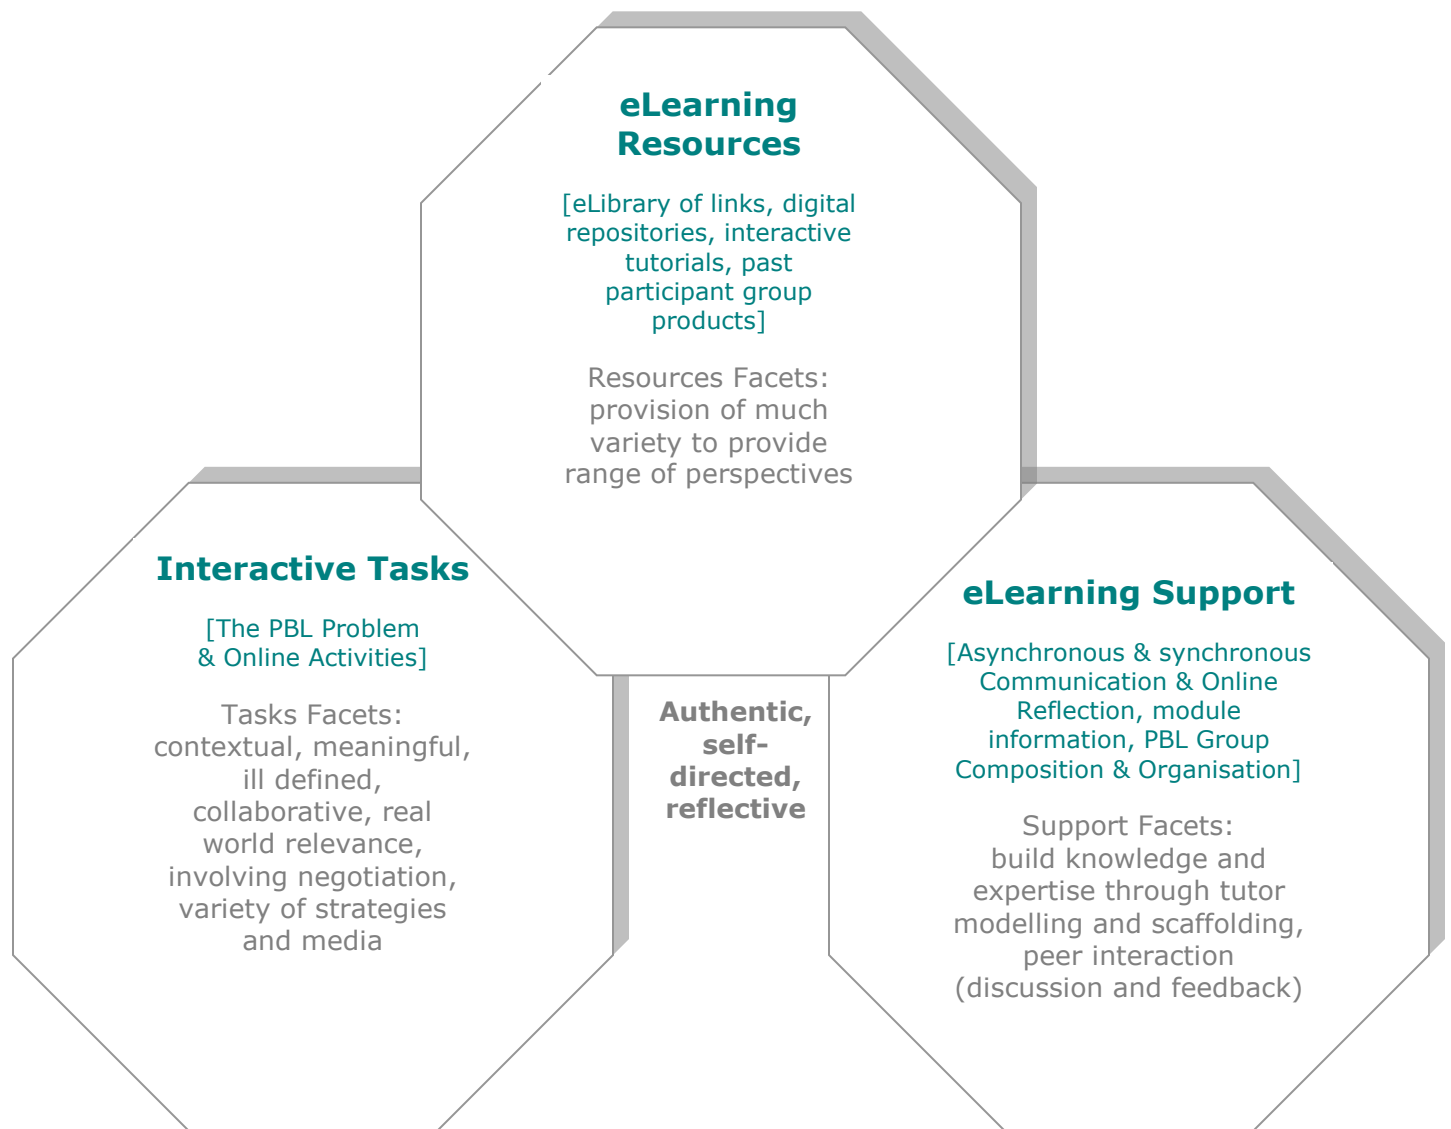 eLearning
Resources
[eLibrary of links, digital
repositories, interactive
tutorials, past
participant group
products]
Resources Facets:
provision of much
variety to provide
range of perspectives
Interactive Tasks
[The PBL Problem
& Online Activities]
Tasks Facets:
contextual, meaningful,
ill defined,
collaborative, real
world relevance,
involving negotiation,
variety of strategies
and media
Authentic,
self-
directed,
reflective
eLearning Support
[Asynchronous & synchronous
Communication & Online
Reflection, module
information, PBL Group
Composition & Organisation]
Support Facets:
build knowledge and
expertise through tutor
modelling and scaffolding,
peer interaction
(discussion and feedback)